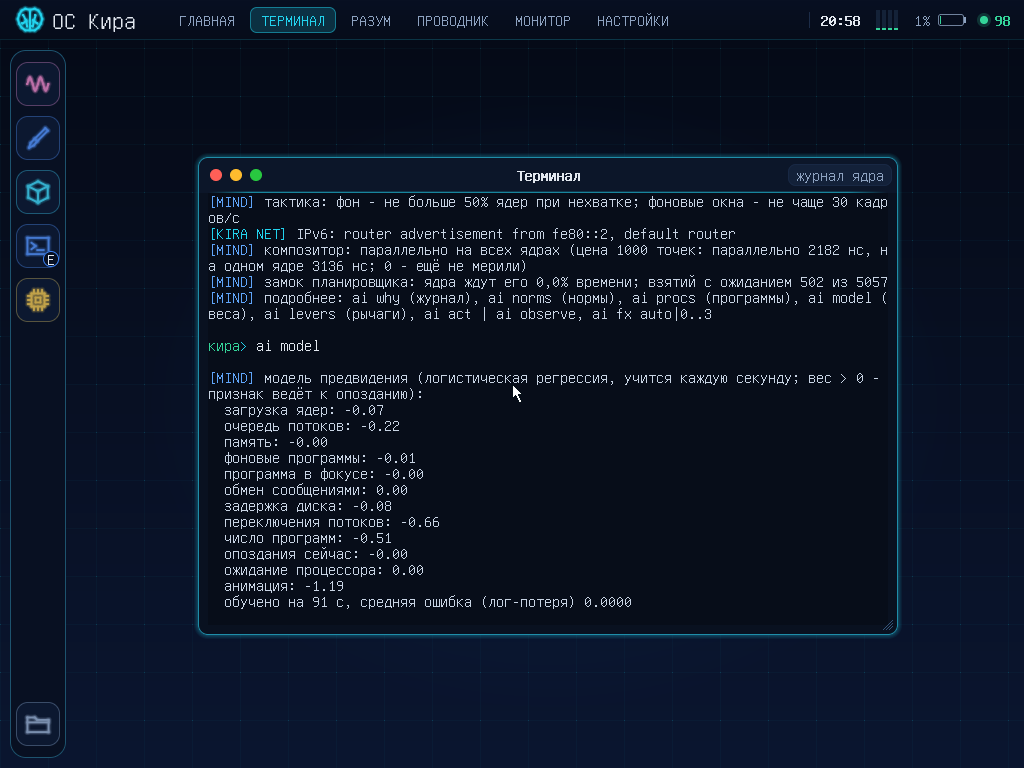 ОС Кира
ГЛАВНАЯ
ТЕРМИНАЛ
РАЗУМ
ПРОВОДНИК
МОНИТОР
НАСТРОЙКИ
20:58
1%
98
E
Терминал
журнал ядра
[MIND] тактика: фон - не больше 50% ядер при нехватке; фоновые окна - не чаще 30 кадр
ов/с
[KIRA NET] IPv6: router advertisement from fe80::2, default router
[MIND] композитор: параллельно на всех ядрах (цена 1000 точек: параллельно 2182 нс, н
а одном ядре 3136 нс; 0 - ещё не мерили)
[MIND] замок планировщика: ядра ждут его 0,0% времени; взятий с ожиданием 502 из 5057
[MIND] подробнее: ai why (журнал), ai norms (нормы), ai procs (программы), ai model (
веса), ai levers (рычаги), ai act | ai observe, ai fx auto|0..3
кира> ai model
[MIND] модель предвидения (логистическая регрессия, учится каждую секунду; вес > 0 -
признак ведёт к опозданию):
загрузка ядер: -0.07
очередь потоков: -0.22
память: -0.00
фоновые программы: -0.01
программа в фокусе: -0.00
обмен сообщениями: 0.00
задержка диска: -0.08
переключения потоков: -0.66
число программ: -0.51
опоздания сейчас: -0.00
ожидание процессора: 0.00
анимация: -1.19
обучено на 91 с, средняя ошибка (лог-потеря) 0.0000